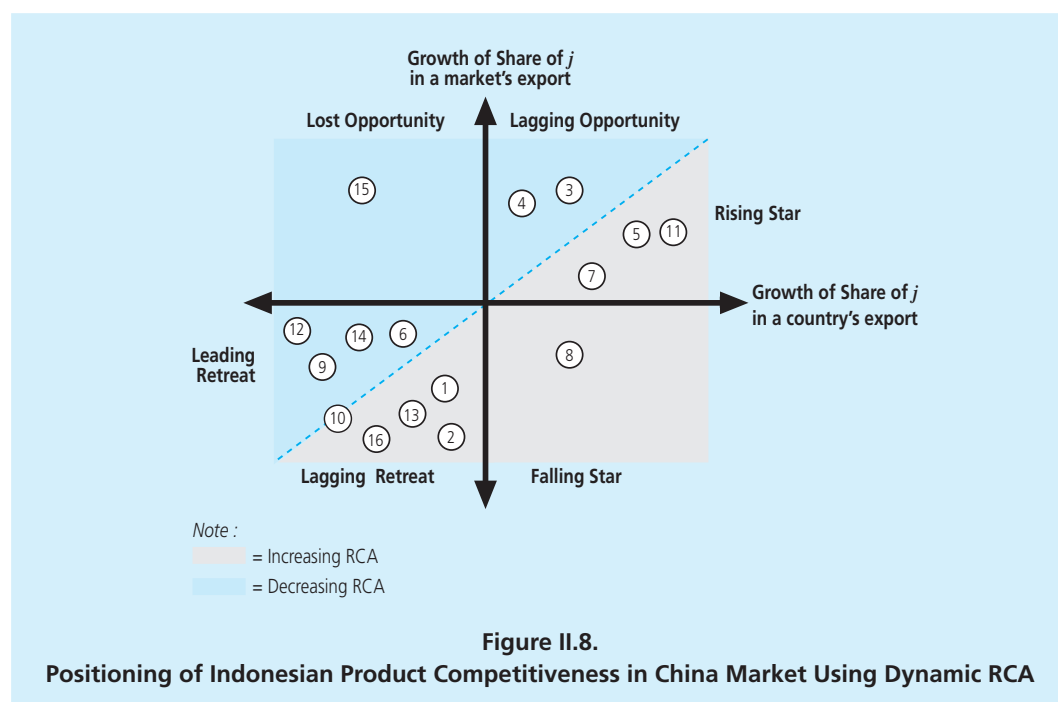 Growth of Share of j
in a market's export
Lost Opportunity
Lagging Opportunity
15
4
3
Rising Star
5
11
7
Growth of Share of j
in a country's export
12
14
6
8
Leading
Retreat
9
1
10
13
16
2
Lagging Retreat
Falling Star
Note :
= Increasing RCA
= Decreasing RCA
Figure II.8.
Positioning of Indonesian Product Competitiveness in China Market Using Dynamic RCA